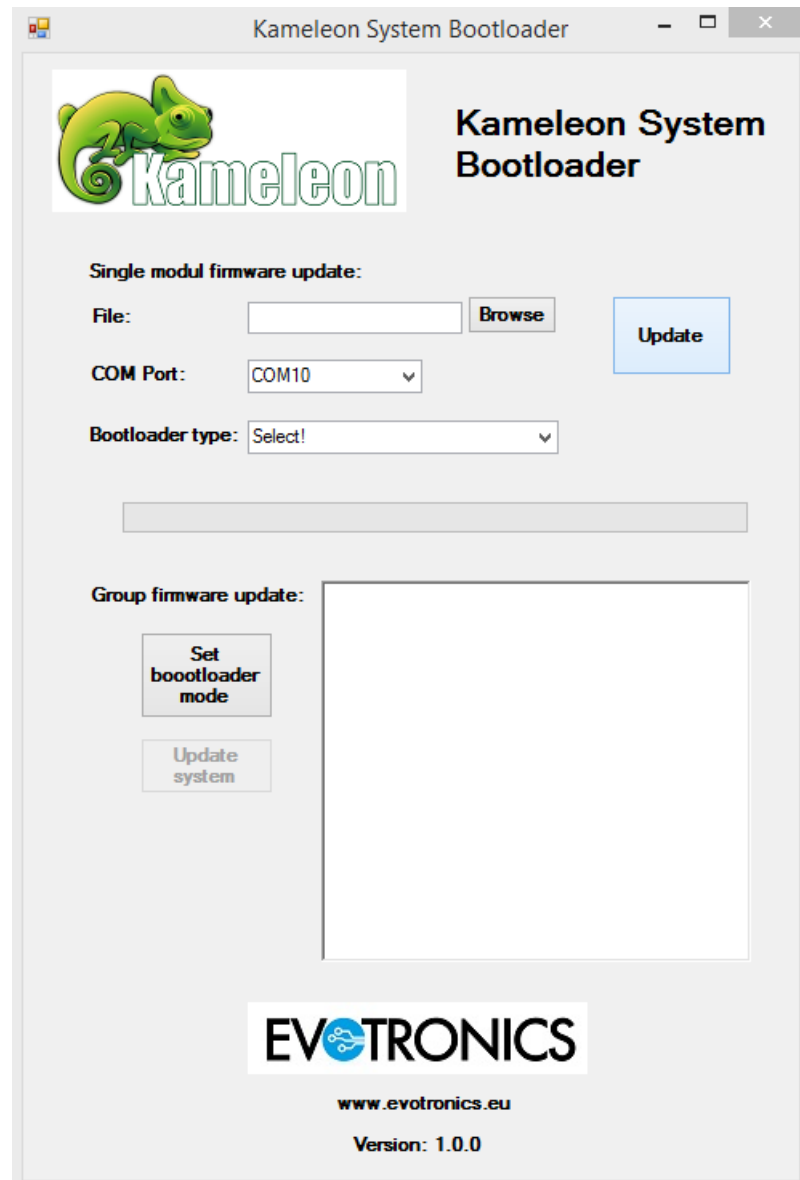 Kameleon System Bootloader
Kameleon
Kameleon System
Bootloader
Single modul firmware update:
File:
Browse
Update
COM Port:
COM10
Bootloader type:
Select!
Group firmware update:
Set
boootloader
mode
Update
system
EVOTRONICS
www.evotronics.eu
Version: 1.0.0